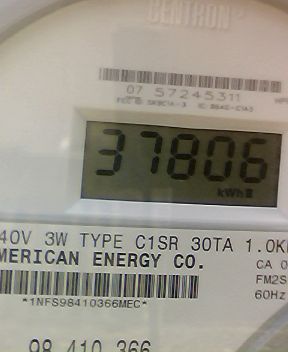 CENTRON
07 57245311
37806
kWh
40V 3W TYPE C1SR 30TA 1.0K
MERICAN ENERGY CO.
CA 0
FM2S
60Hz
*1NFS98410366MEC*
98 410 366